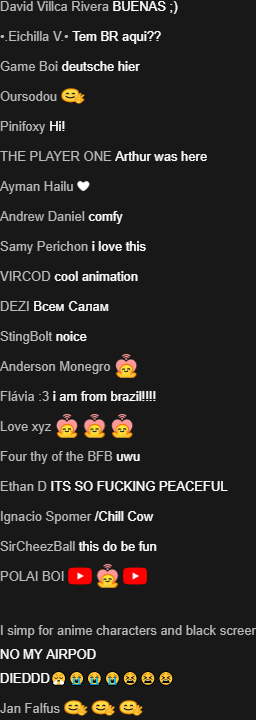 David Villca Rivera BUENAS ;)
•.Eichilla V.• Tem BR aqui??
Game Boi deutsche hier
Oursodou
Pinifoxy Hi!
THE PLAYER ONE Arthur was here
Ayman Hailu
Andrew Daniel comfy
Samy Perichon i love this
VIRCOD cool animation
DEZI Всем Салам
StingBolt noice
Anderson Monegro
Flávia :3 i am from brazil!!!!
Love xyz
Four thy of the BFB uwu
Ethan D ITS SO FUCKING PEACEFUL
Ignacio Spomer /Chill Cow
SirCheezBall this do be fun
POLAI BOI
I simp for anime characters and black screen
NO MY AIRPOD
DIEDDD
Jan Falfus